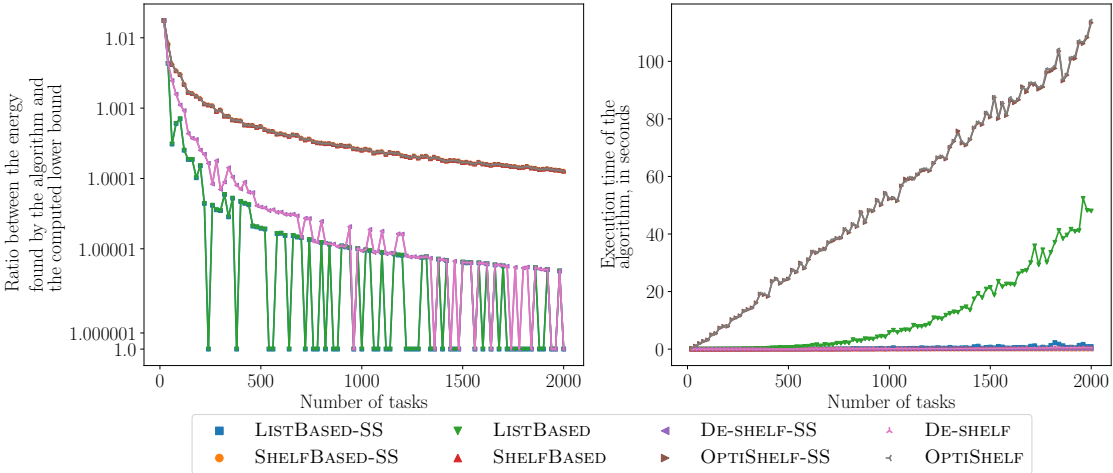 Ratio between the energy
found by the algorithm and
the computed lower bound
1.01
1.001
1.0001
1.00001
1.000001
1.0
0
500
1000
1500
2000
Number of tasks
Execution time of the
algorithm, in seconds
100
80
60
40
20
0
0
500
1000
1500
2000
Number of tasks
LISTBASED-SS
LISTBASED
DE-SHELF-SS
DE-SHELF
SHELFBASED-SS
SHELFBASED
OPTISHELF-SS
OPTISHELF